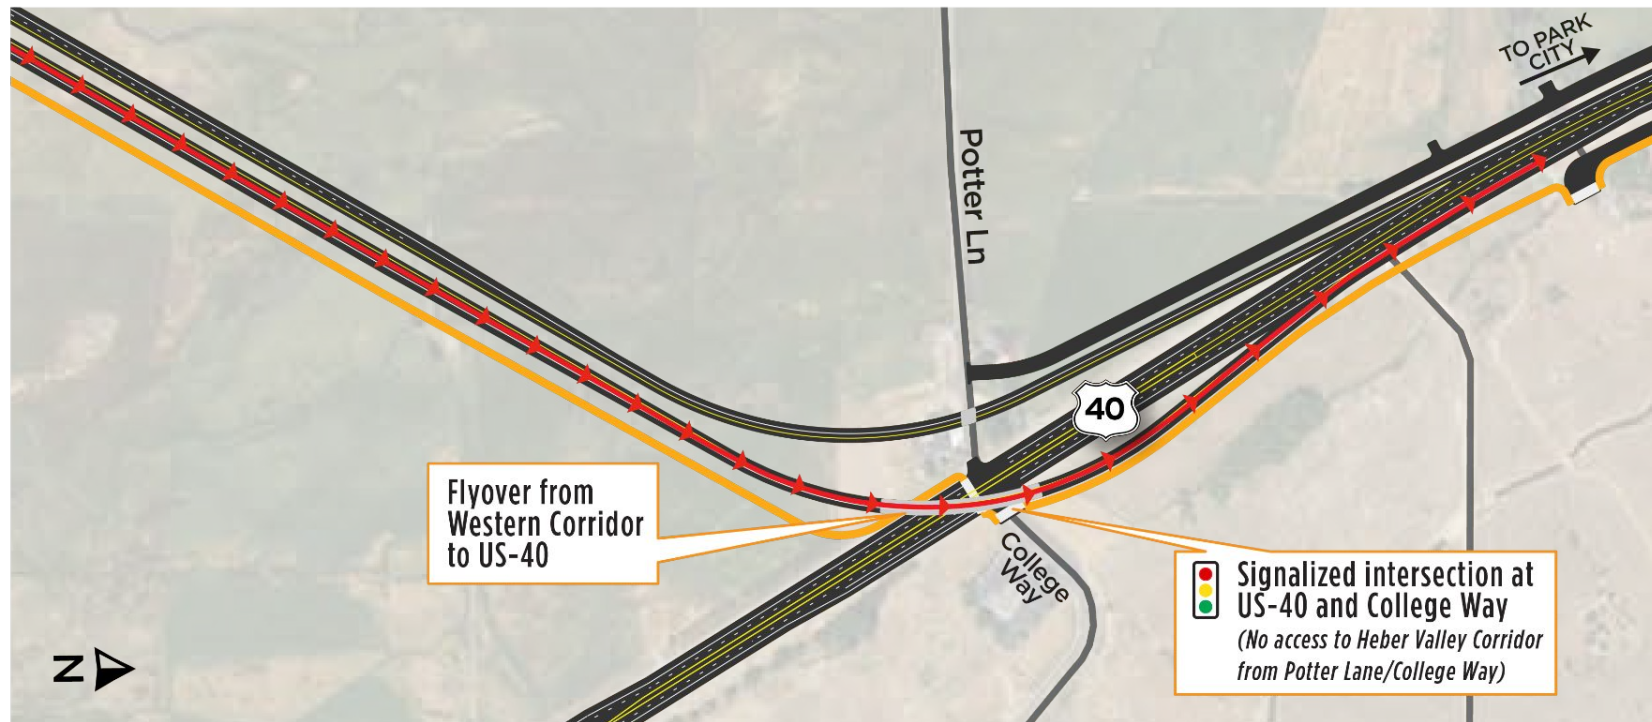 TO PARK
CITY
Potter Ln
40
Flyover from
Western Corridor
to US-40
College
Way
Signalized intersection at
US-40 and College Way
(No access to Heber Valley Corridor
from Potter Lane/College Way)
N